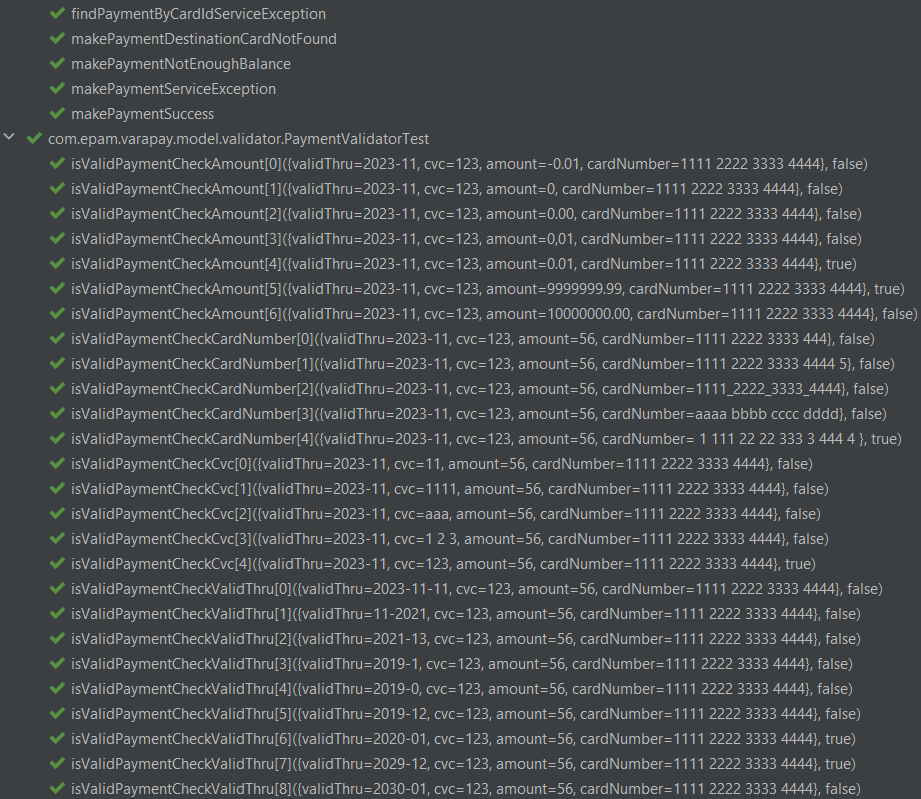 findPaymentByCardIdServiceException
makePaymentDestinationCardNotFound
makePaymentNotEnoughBalance
makePaymentServiceException
makePaymentSuccess
com.epam.varapay.model.validator.PaymentValidatorTest
isValidPaymentCheckAmount[0]({validThru=2023-11, cvc=123, amount=-0.01, cardNumber=1111 2222 3333 4444}, false)
isValidPaymentCheckAmount[1]({validThru=2023-11, cvc=123, amount=0, cardNumber=1111 2222 3333 4444}, false)
isValidPaymentCheckAmount[2]({validThru=2023-11, cvc=123, amount=0.00, cardNumber=1111 2222 3333 4444}, false)
isValidPaymentCheckAmount[3]({validThru=2023-11, cvc=123, amount=0,01, cardNumber=1111 2222 3333 4444}, false)
isValidPaymentCheckAmount[4]({validThru=2023-11, cvc=123, amount=0.01, cardNumber=1111 2222 3333 4444}, true)
isValidPaymentCheckAmount[5]({validThru=2023-11, cvc=123, amount=9999999.99, cardNumber=1111 2222 3333 4444}, true)
isValidPaymentCheckAmount[6]({validThru=2023-11, cvc=123, amount=10000000.00, cardNumber=1111 2222 3333 4444}, false)
isValidPaymentCheckCardNumber[0]({validThru=2023-11, cvc=123, amount=56, cardNumber=1111 2222 3333 444}, false)
isValidPaymentCheckCardNumber[1]({validThru=2023-11, cvc=123, amount=56, cardNumber=1111 2222 3333 4444 5}, false)
isValidPaymentCheckCardNumber[2]({validThru=2023-11, cvc=123, amount=56, cardNumber=1111_2222_3333_4444}, false)
isValidPaymentCheckCardNumber[3]({validThru=2023-11, cvc=123, amount=56, cardNumber=aaaa bbbb cccc dddd}, false)
isValidPaymentCheckCardNumber[4]({validThru=2023-11, cvc=123, amount=56, cardNumber= 1 111 22 22 333 3 444 4 }, true)
isValidPaymentCheckCvc[0]({validThru=2023-11, cvc=11, amount=56, cardNumber=1111 2222 3333 4444}, false)
isValidPaymentCheckCvc[1]({validThru=2023-11, cvc=1111, amount=56, cardNumber=1111 2222 3333 4444}, false)
isValidPaymentCheckCvc[2]({validThru=2023-11, cvc=aaa, amount=56, cardNumber=1111 2222 3333 4444}, false)
isValidPaymentCheckCvc[3]({validThru=2023-11, cvc=1 2 3, amount=56, cardNumber=1111 2222 3333 4444}, false)
isValidPaymentCheckCvc[4]({validThru=2023-11, cvc=123, amount=56, cardNumber=1111 2222 3333 4444}, true)
isValidPaymentCheckValidThru[0]({validThru=2023-11-11, cvc=123, amount=56, cardNumber=1111 2222 3333 4444}, false)
isValidPaymentCheckValidThru[1]({validThru=11-2021, cvc=123, amount=56, cardNumber=1111 2222 3333 4444}, false)
isValidPaymentCheckValidThru[2]({validThru=2021-13, cvc=123, amount=56, cardNumber=1111 2222 3333 4444}, false)
isValidPaymentCheckValidThru[3]({validThru=2019-1, cvc=123, amount=56, cardNumber=1111 2222 3333 4444}, false)
isValidPaymentCheckValidThru[4]({validThru=2019-0, cvc=123, amount=56, cardNumber=1111 2222 3333 4444}, false)
isValidPaymentCheckValidThru[5]({validThru=2019-12, cvc=123, amount=56, cardNumber=1111 2222 3333 4444}, false)
isValidPaymentCheckValidThru[6]({validThru=2020-01, cvc=123, amount=56, cardNumber=1111 2222 3333 4444}, true)
isValidPaymentCheckValidThru[7]({validThru=2029-12, cvc=123, amount=56, cardNumber=1111 2222 3333 4444}, true)
isValidPaymentCheckValidThru[8]({validThru=2030-01, cvc=123, amount=56, cardNumber=1111 2222 3333 4444}, false)